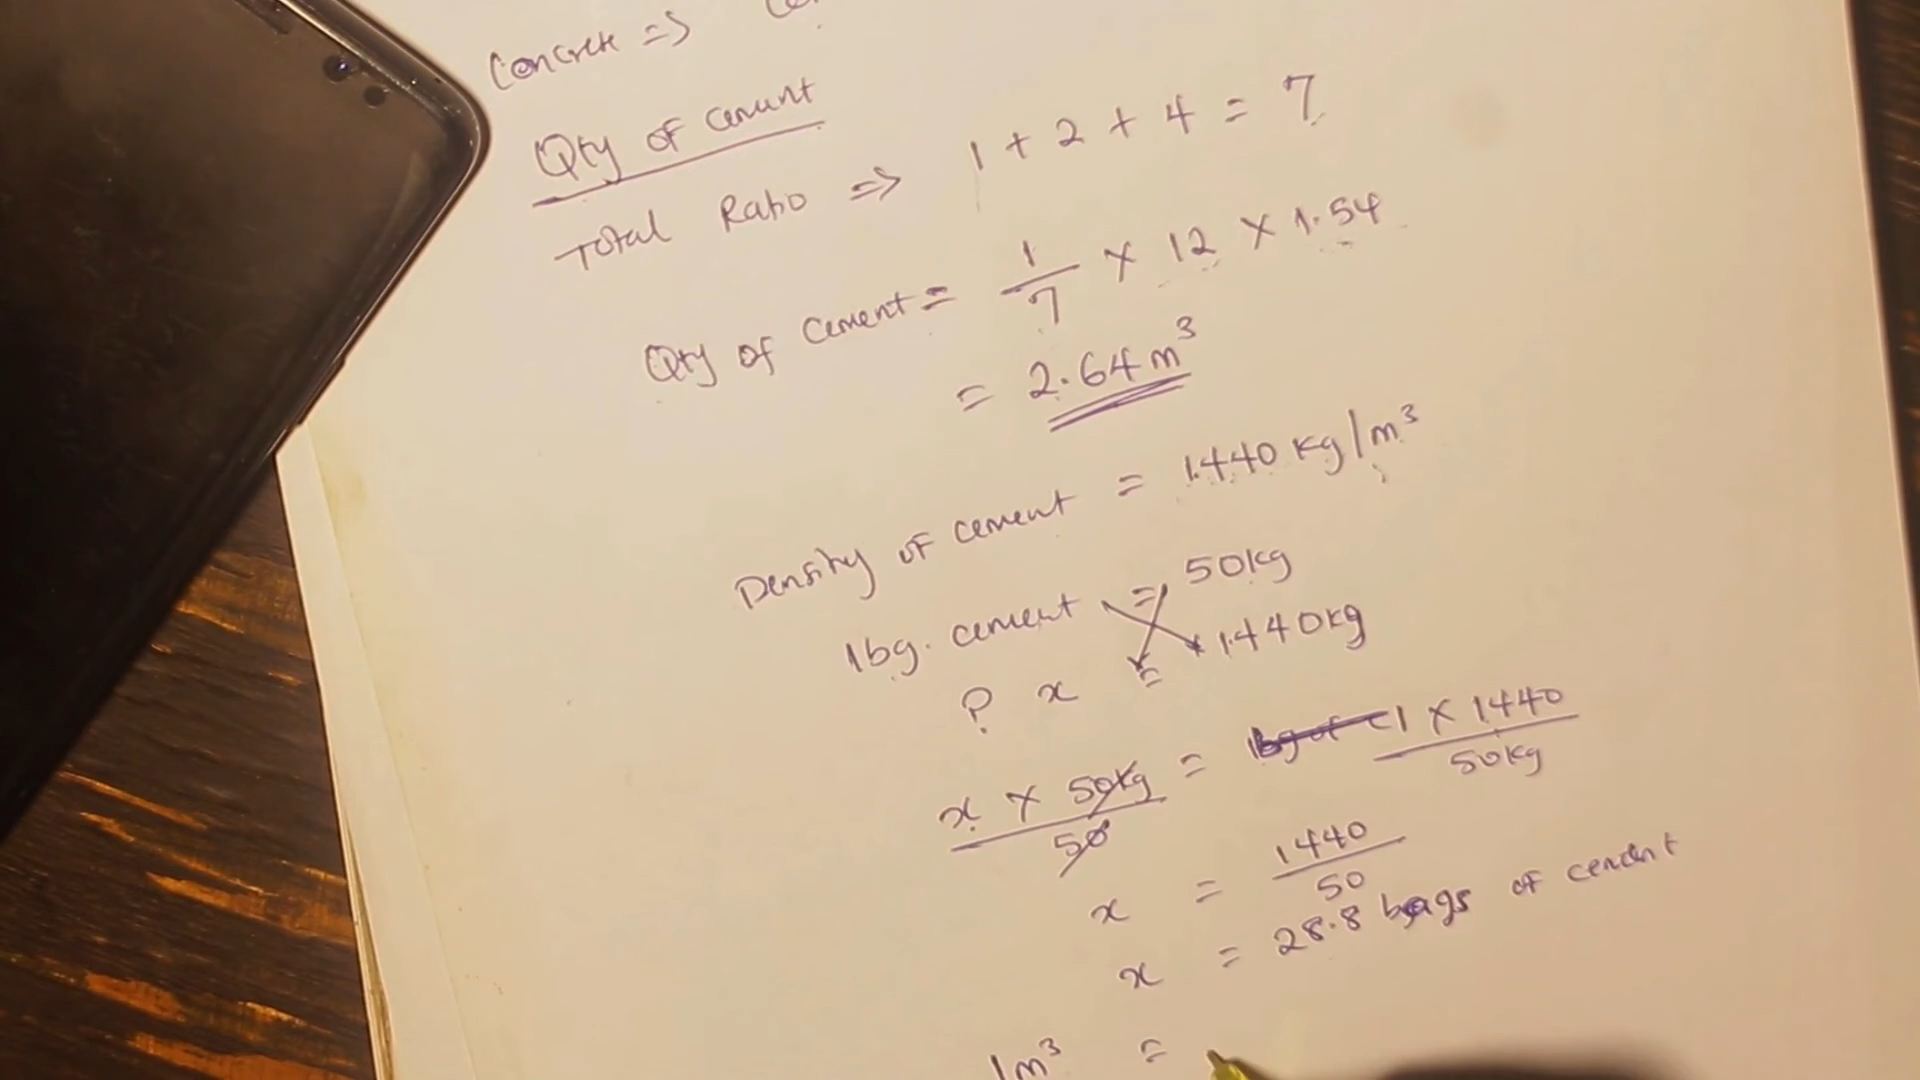 Concrete =>
Qty of cement
Total Ratio => 1 + 2 + 4 = 7
Qty of Cement = 1/7 × 12 × 1.54
= 2.64m³
Density of cement = 1440 kg/m³
1bg. cement = 50kg
? x = 1440kg
x × 50kg / 50 = 1 × 1440 / 50kg
x = 1440 / 50
x = 28.8 bags of cement
1m³ =